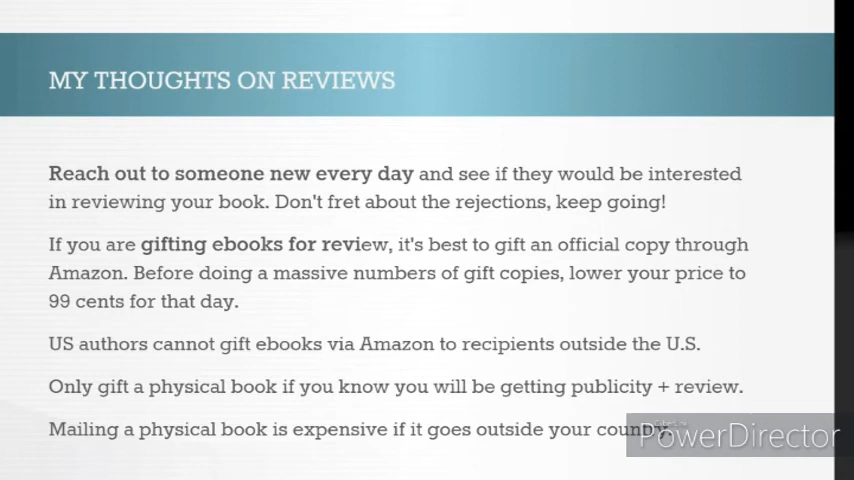 MY THOUGHTS ON REVIEWS
Reach out to someone new every day and see if they would be interested
in reviewing your book. Don't fret about the rejections, keep going!
If you are gifting ebooks for review, it's best to gift an official copy through
Amazon. Before doing a massive numbers of gift copies, lower your price to
99 cents for that day.
US authors cannot gift ebooks via Amazon to recipients outside the U.S.
Only gift a physical book if you know you will be getting publicity + review.
Mailing a physical book is expensive if it goes outside your country.
PowerDirector